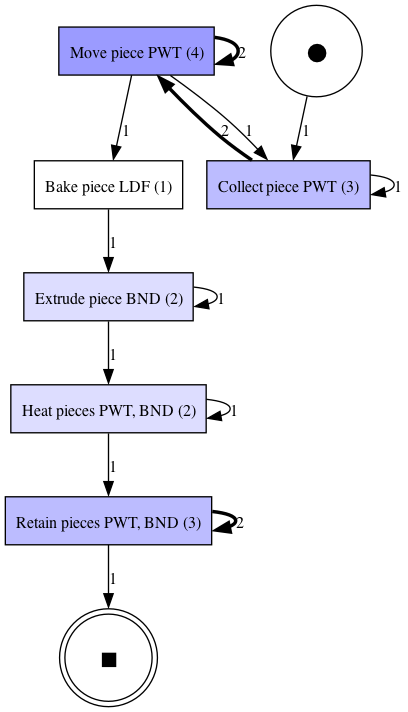 Move piece PWT (4)
2
1
2
1
1
Bake piece LDF (1)
Collect piece PWT (3)
1
1
Extrude piece BND (2)
1
1
Heat pieces PWT, BND (2)
1
1
Retain pieces PWT, BND (3)
2
1